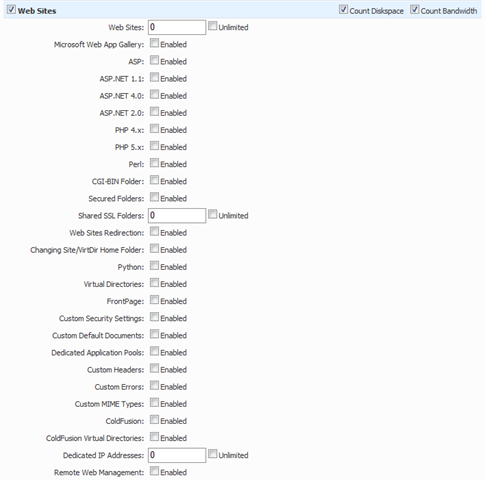 Web Sites Count Diskspace Count Bandwidth
Web Sites: 0 Unlimited
Microsoft Web App Gallery: Enabled
ASP: Enabled
ASP.NET 1.1: Enabled
ASP.NET 4.0: Enabled
ASP.NET 2.0: Enabled
PHP 4.x: Enabled
PHP 5.x: Enabled
Perl: Enabled
CGI-BIN Folder: Enabled
Secured Folders: Enabled
Shared SSL Folders: 0 Unlimited
Web Sites Redirection: Enabled
Changing Site/VirtDir Home Folder: Enabled
Python: Enabled
Virtual Directories: Enabled
FrontPage: Enabled
Custom Security Settings: Enabled
Custom Default Documents: Enabled
Dedicated Application Pools: Enabled
Custom Headers: Enabled
Custom Errors: Enabled
Custom MIME Types: Enabled
ColdFusion: Enabled
ColdFusion Virtual Directories: Enabled
Dedicated IP Addresses: 0 Unlimited
Remote Web Management: Enabled